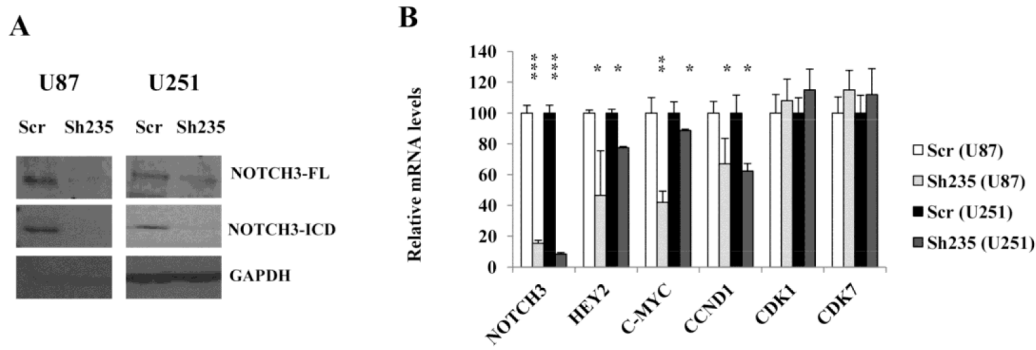 A
U87 U251
Scr Sh235 Scr Sh235
NOTCH3-FL
NOTCH3-ICD
GAPDH
B
Relative mRNA levels
140
120
100
80
60
40
20
0
*** *** * * ** * * *
NOTCH3 HEY2 C-MYC CCND1 CDK1 CDK7
Scr (U87)
Sh235 (U87)
Scr (U251)
Sh235 (U251)